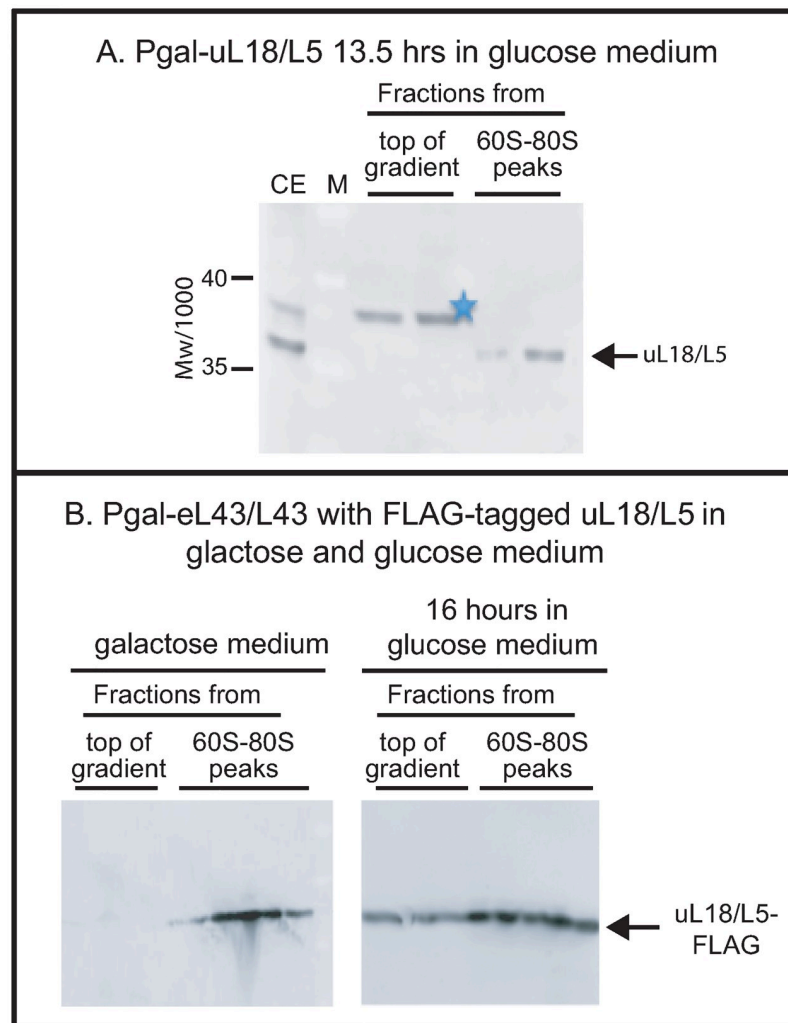 A. Pgal-uL18/L5 13.5 hrs in glucose medium
Fractions from
top of
gradient
60S-80S
peaks
CE
M
Mw/1000
40
35
uL18/L5
B. Pgal-eL43/L43 with FLAG-tagged uL18/L5 in
glactose and glucose medium
galactose medium
Fractions from
top of
gradient
60S-80S
peaks
16 hours in
glucose medium
Fractions from
top of
gradient
60S-80S
peaks
uL18/L5-
FLAG